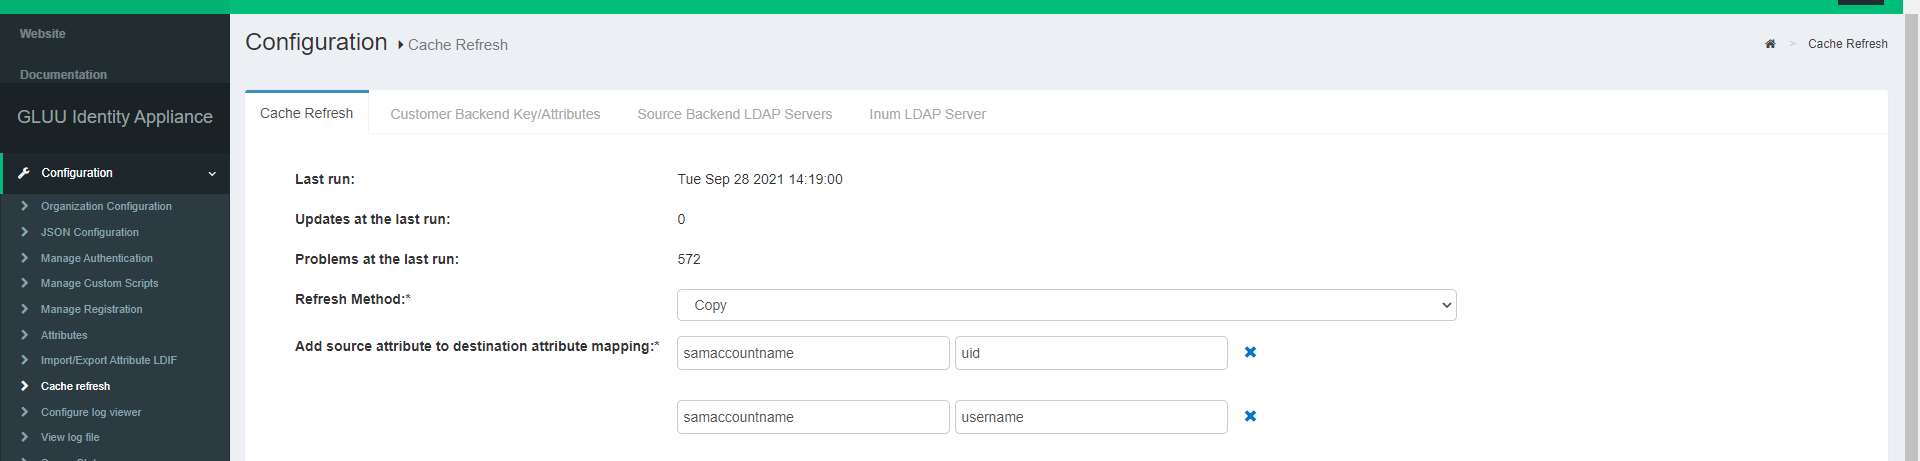 Website
Documentation
GLUU Identity Appliance
Configuration
Organization Configuration
JSON Configuration
Manage Authentication
Manage Custom Scripts
Manage Registration
Attributes
Import/Export Attribute LDIF
Cache refresh
Configure log viewer
View log file
Configuration Cache Refresh
> Cache Refresh
Cache Refresh Customer Backend Key/Attributes Source Backend LDAP Servers Inum LDAP Server
Last run: Tue Sep 28 2021 14:19:00
Updates at the last run: 0
Problems at the last run: 572
Refresh Method:* Copy
Add source attribute to destination attribute mapping:* samaccountname uid
samaccountname username